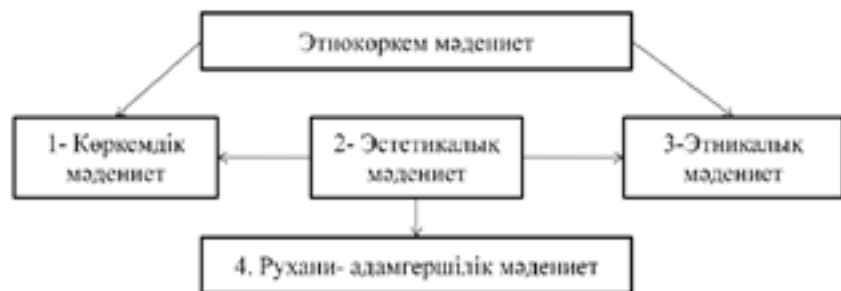 Этнокөркем мәдениет
1- Көркемдік
мәдениет
2- Эстетикалық
мәдениет
3-Этникалық
мәдениет
4. Рухани- адамгершілік мәдениет